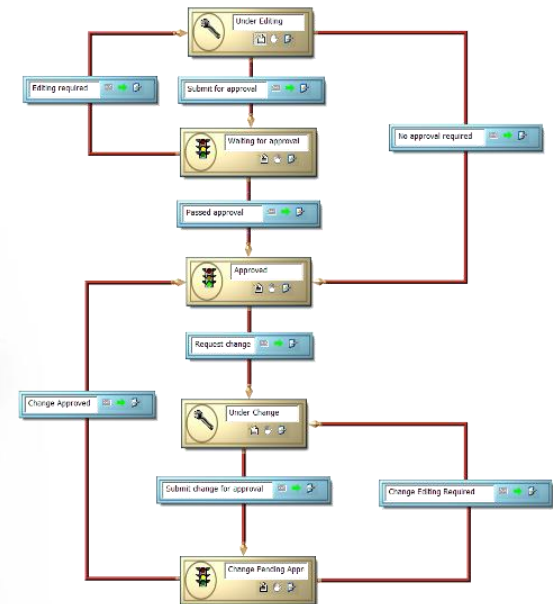 Under Editing
Editing required
Submit for approval
No approval required
Waiting for approval
Passed approval
Approved
Request change
Change Approved
Under Change
Submit change for approval
Change Editing Required
Change Pending Appr